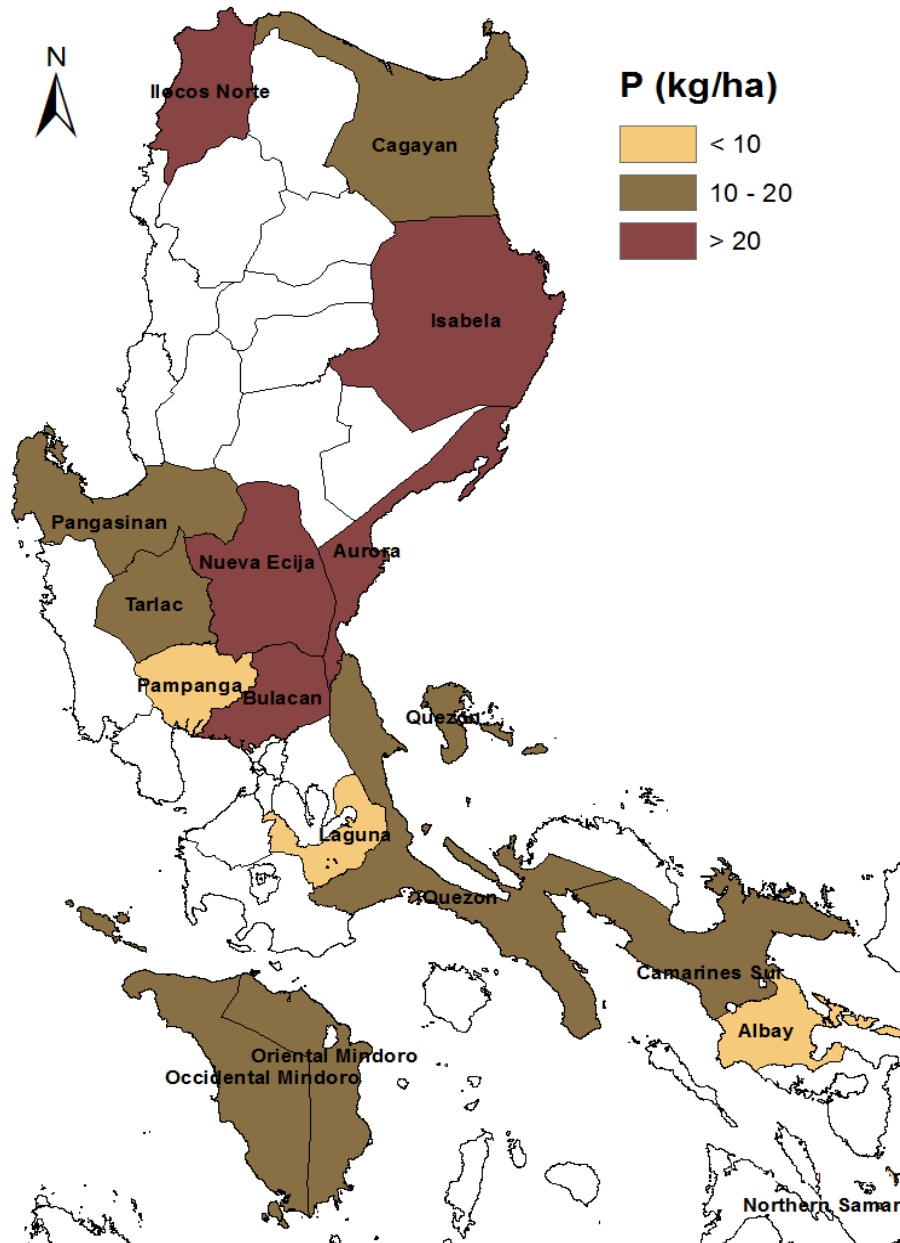 N
P (kg/ha)
< 10
10 - 20
> 20
Ilocos Norte
Cagayan
Isabela
Pangasinan
Nueva Ecija
Aurora
Tarlac
Pampanga
Bulacan
Quezon
Laguna
Quezon
Camarines Sur
Albay
Oriental Mindoro
Occidental Mindoro
Northern Samar